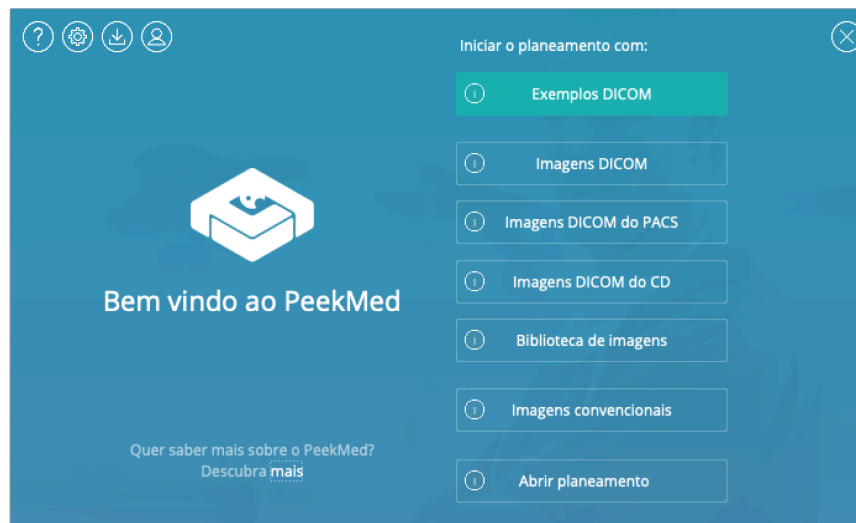 Iniciar o planeamento com:
Exemplos DICOM
Imagens DICOM
Imagens DICOM do PACS
Imagens DICOM do CD
Biblioteca de imagens
Imagens convencionais
Abrir planeamento
Bem vindo ao PeekMed
Quer saber mais sobre o PeekMed?
Descubra mais